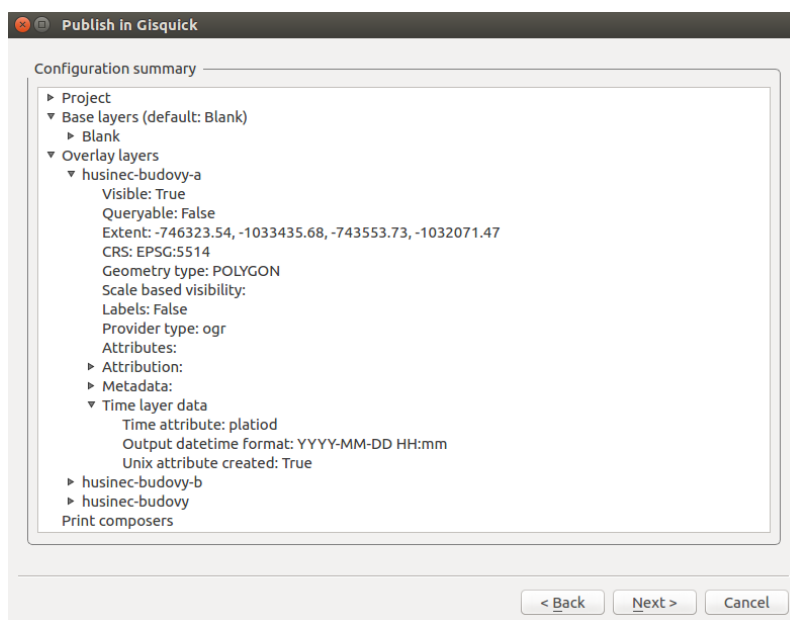 Publish in Gisquick
Configuration summary
Project
Base layers (default: Blank)
Blank
Overlay layers
husinec-budovy-a
Visible: True
Queryable: False
Extent: -746323.54, -1033435.68, -743553.73, -1032071.47
CRS: EPSG:5514
Geometry type: POLYGON
Scale based visibility:
Labels: False
Provider type: ogr
Attributes:
Attribution:
Metadata:
Time layer data
Time attribute: platiod
Output datetime format: YYYY-MM-DD HH:mm
Unix attribute created: True
husinec-budovy-b
husinec-budovy
Print composers
< Back Next > Cancel